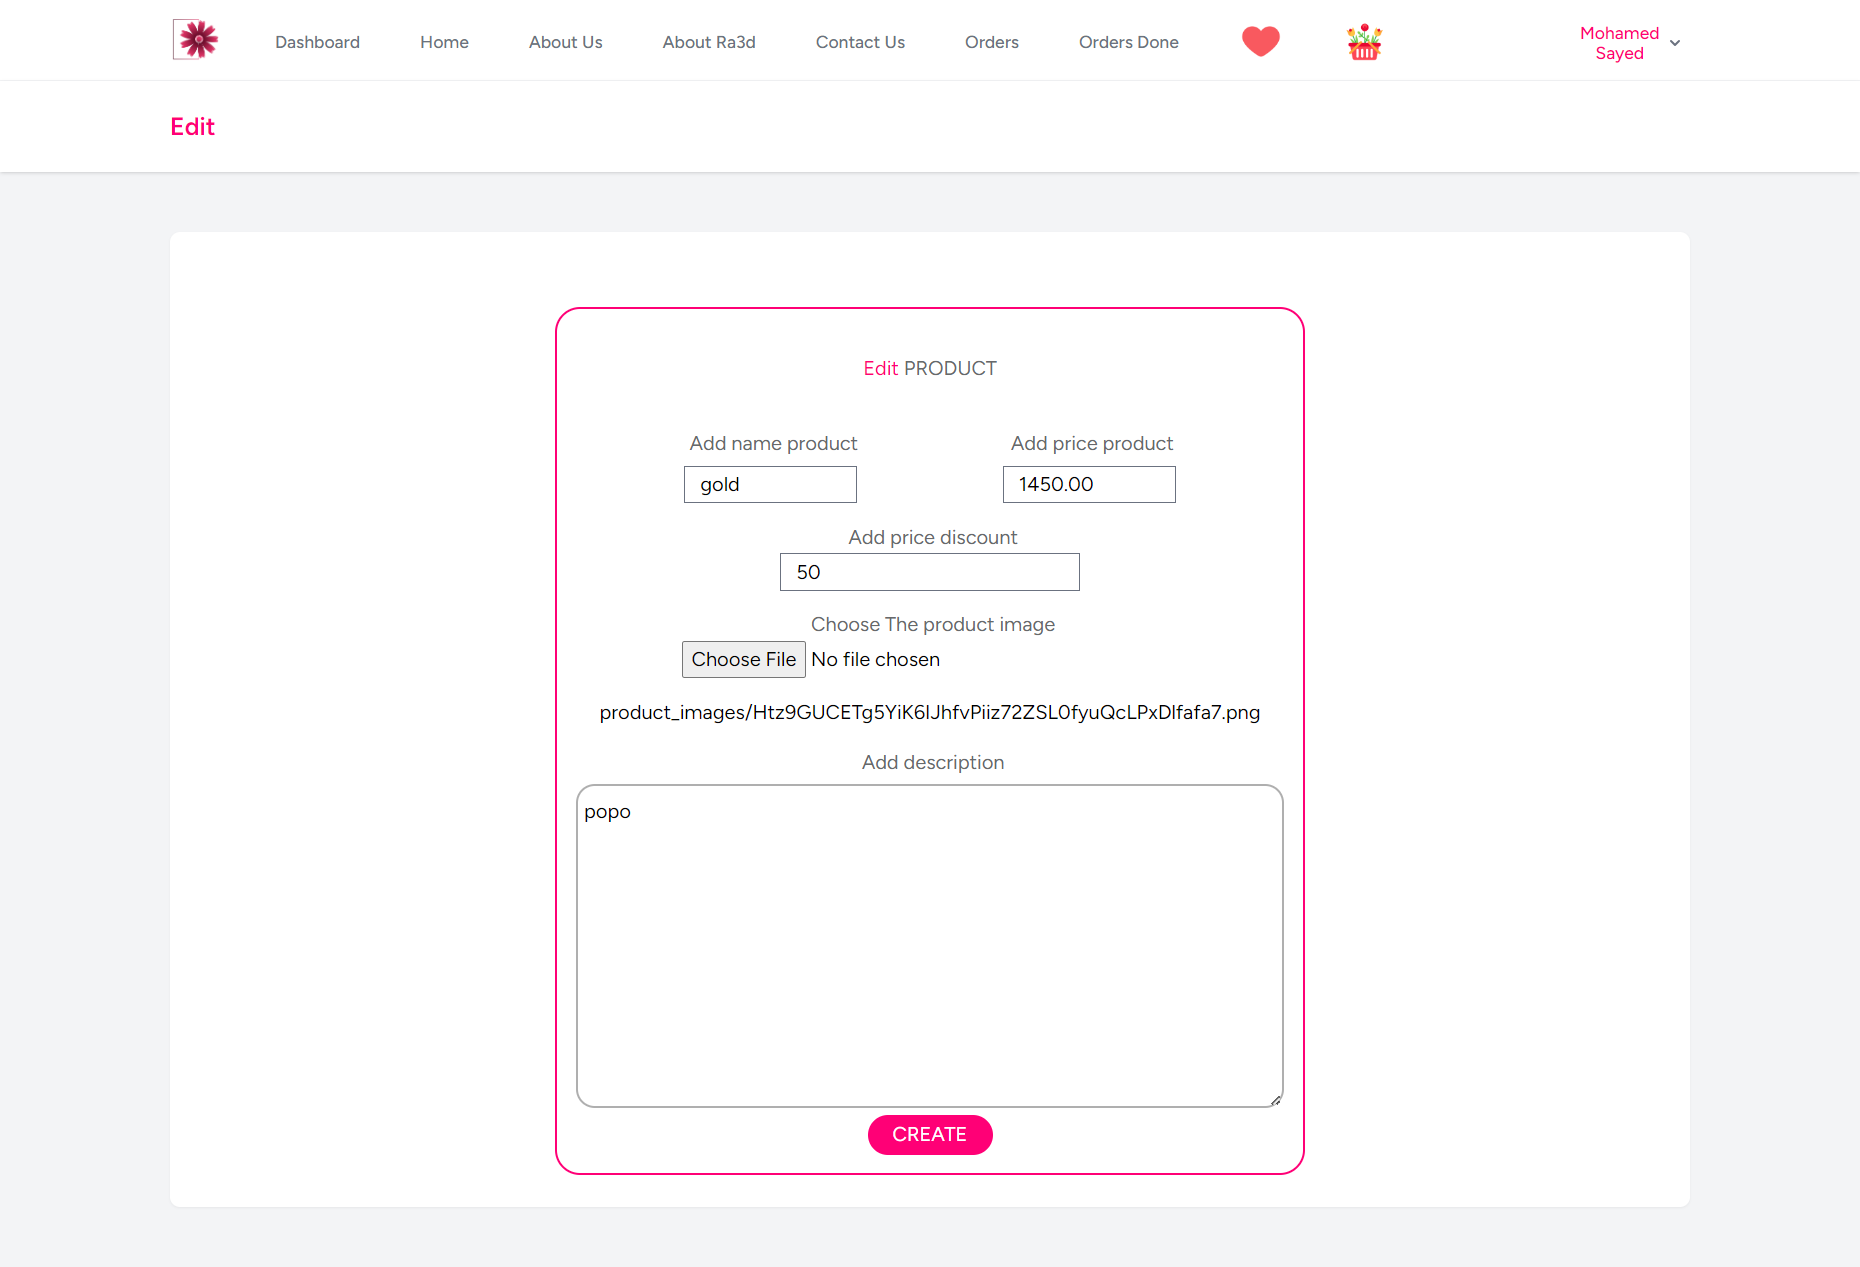 Dashboard
Home
About Us
About Ra3d
Contact Us
Orders
Orders Done
Mohamed
Sayed
Edit
Edit PRODUCT
Add name product
Add price product
gold
1450.00
Add price discount
50
Choose The product image
Choose File No file chosen
product_images/Htz9GUCETg5YiK6IJhfvPiiz72ZSL0fyuQcLPxDlfafa7.png
Add description
popo
CREATE